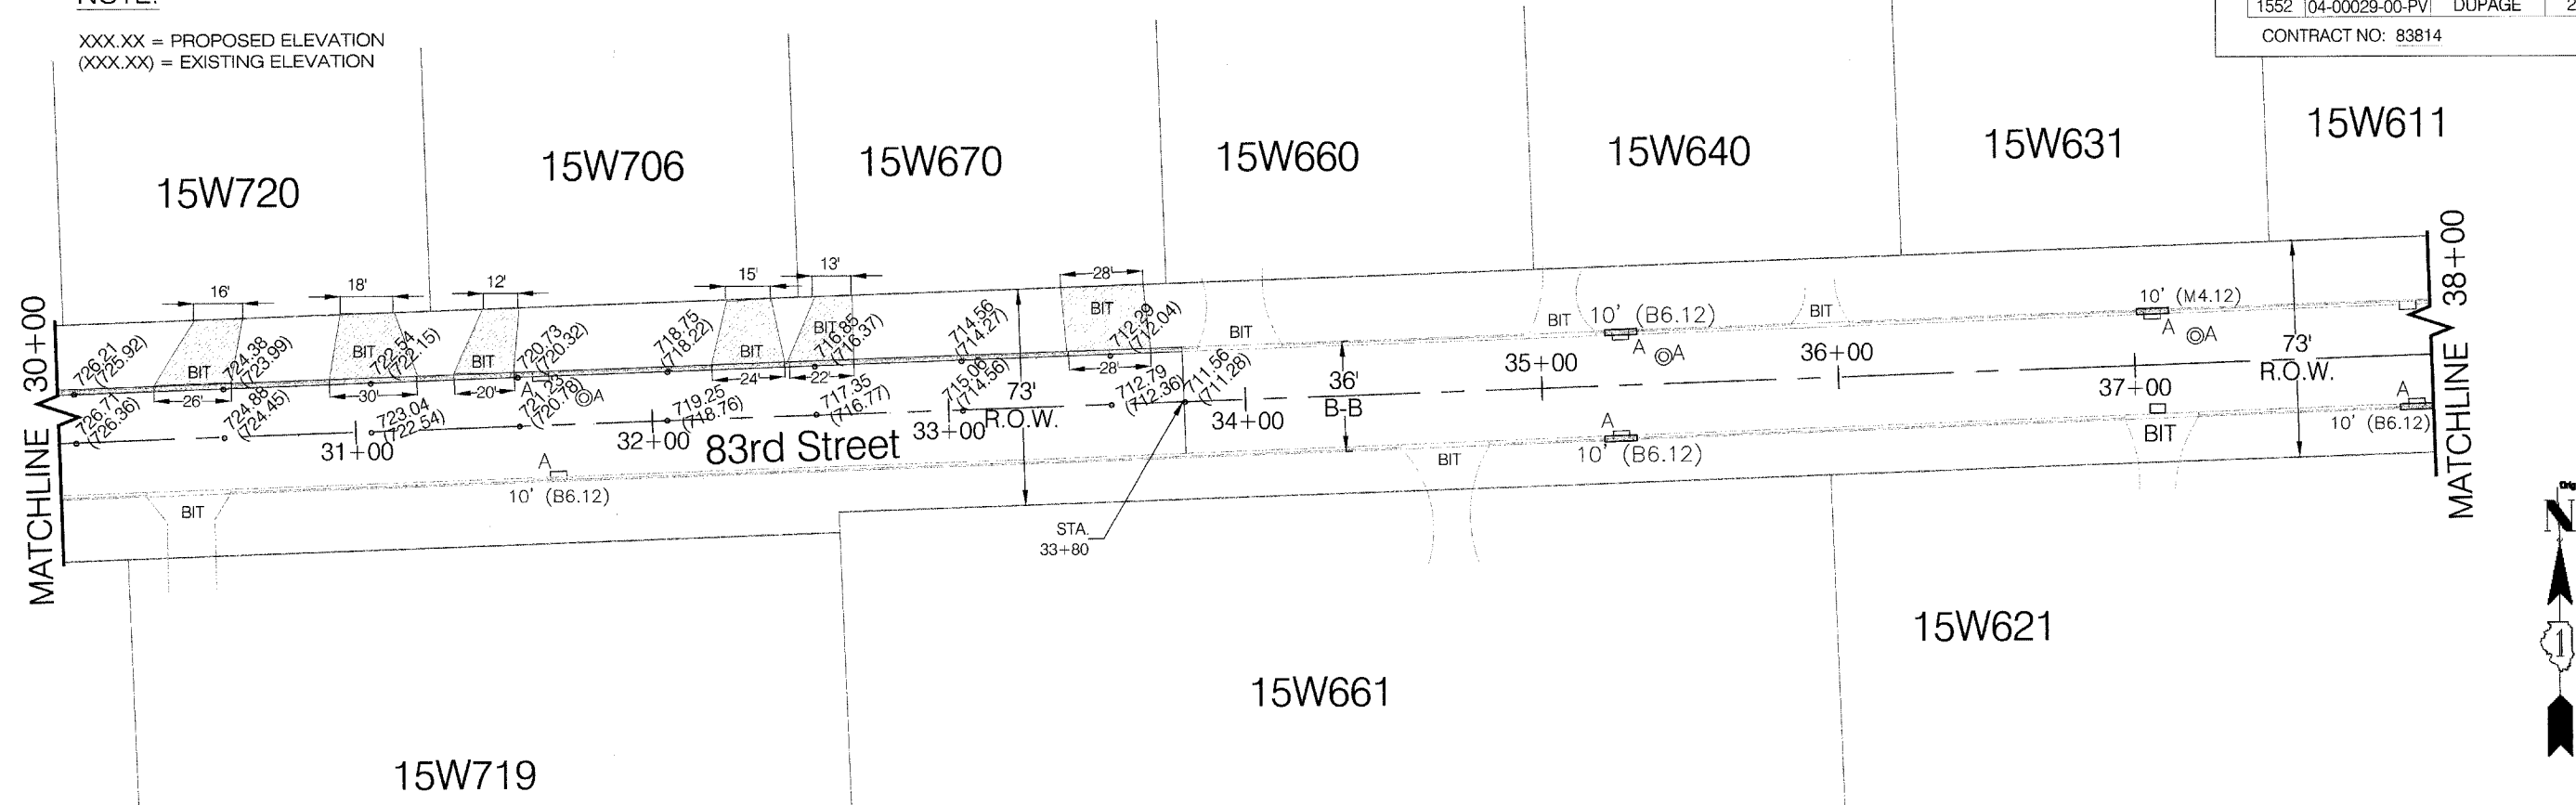 NOTE:
XXX.XX = PROPOSED ELEVATION
(XXX.XX) = EXISTING ELEVATION
1552 04-00029-00-PV DUPAGE 2
CONTRACT NO: 83814
15W720
15W706
15W670
15W660
15W640
15W631
15W611
MATCHLINE 30+00
16'
18'
12'
15'
13'
28'
BIT
BIT
BIT
BIT
BIT
BIT
BIT
BIT
BIT
26'
30'
20'
24'
22'
28'
726.21
(725.92)
724.38
(723.99)
722.54
(722.15)
720.73
(720.32)
718.75
(718.22)
716.85
(716.37)
714.56
(714.27)
712.29
(712.04)
726.71
(726.36)
724.88
(724.45)
723.04
(722.54)
721.23
(720.78)
719.25
(718.76)
717.35
(716.77)
715.06
(714.56)
712.79
(712.36)
711.56
(711.28)
A
A
10' (B6.12)
A
A
10' (M4.12)
A
A
31+00
32+00
33+00
34+00
35+00
36+00
37+00
83rd Street
73'
R.O.W.
36'
B-B
73'
R.O.W.
MATCHLINE 38+00
A
10' (B6.12)
A
10' (B6.12)
A
10' (B6.12)
BIT
BIT
BIT
STA.
33+80
15W719
15W661
15W621
N
1